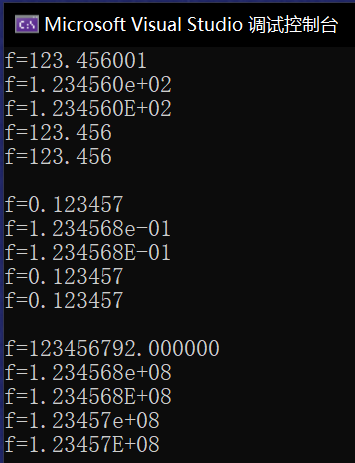 Microsoft Visual Studio 调试控制台
f=123.456001
f=1.234560e+02
f=1.234560E+02
f=123.456
f=123.456
f=0.123457
f=1.234568e-01
f=1.234568E-01
f=0.123457
f=0.123457
f=123456792.000000
f=1.234568e+08
f=1.234568E+08
f=1.23457e+08
f=1.23457E+08